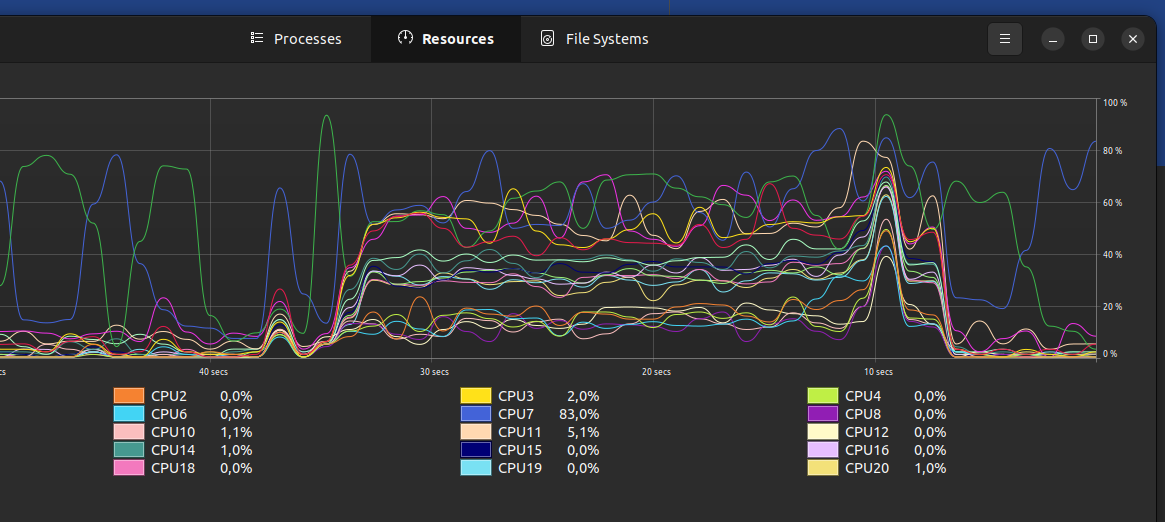 Processes Resources File Systems
100 %
80 %
60 %
40 %
20 %
0 %
40 secs 30 secs 20 secs 10 secs
CPU2 0,0% CPU3 2,0% CPU4 0,0%
CPU6 0,0% CPU7 83,0% CPU8 0,0%
CPU10 1,1% CPU11 5,1% CPU12 0,0%
CPU14 1,0% CPU15 0,0% CPU16 0,0%
CPU18 0,0% CPU19 0,0% CPU20 1,0%